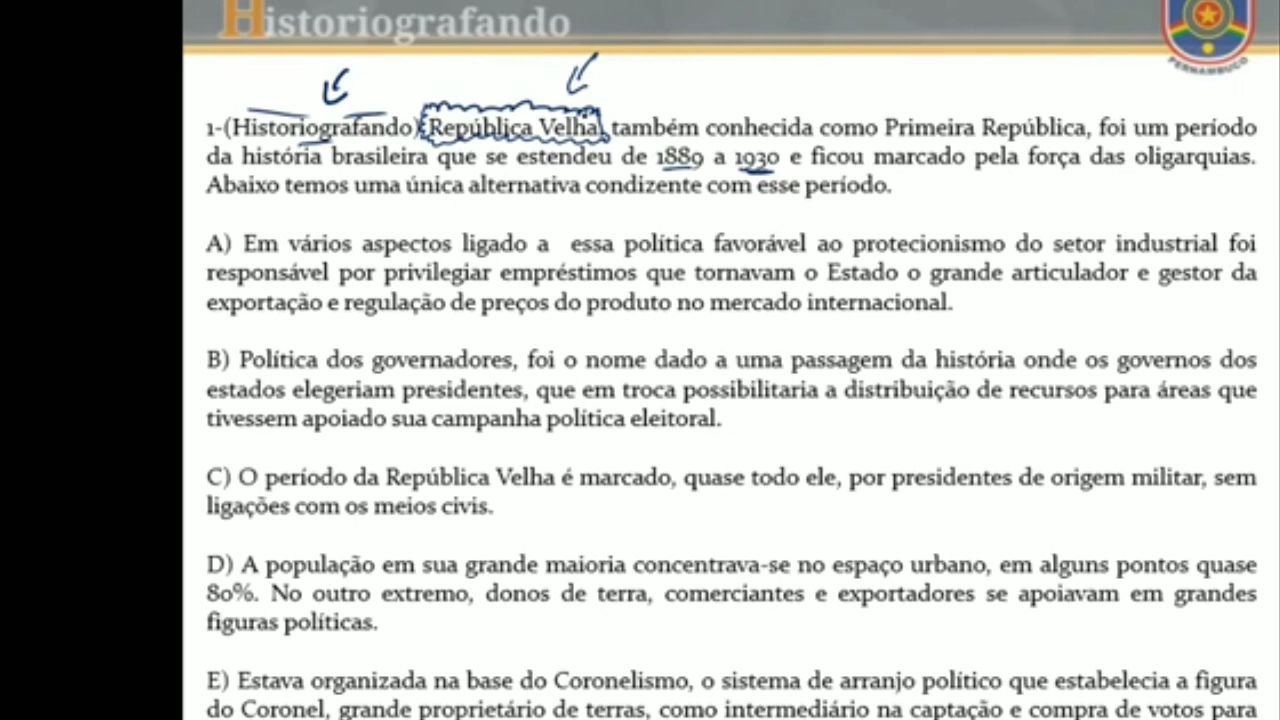 Historiografando
PERNAMBUCO
1-(Historiografando) República Velha, também conhecida como Primeira República, foi um período
da história brasileira que se estendeu de 1889 a 1930 e ficou marcado pela força das oligarquias.
Abaixo temos uma única alternativa condizente com esse período.
A) Em vários aspectos ligado a essa política favorável ao protecionismo do setor industrial foi
responsável por privilegiar empréstimos que tornavam o Estado o grande articulador e gestor da
exportação e regulação de preços do produto no mercado internacional.
B) Política dos governadores, foi o nome dado a uma passagem da história onde os governos dos
estados elegeriam presidentes, que em troca possibilitaria a distribuição de recursos para áreas que
tivessem apoiado sua campanha política eleitoral.
C) O período da República Velha é marcado, quase todo ele, por presidentes de origem militar, sem
ligações com os meios civis.
D) A população em sua grande maioria concentrava-se no espaço urbano, em alguns pontos quase
80%. No outro extremo, donos de terra, comerciantes e exportadores se apoiavam em grandes
figuras políticas.
E) Estava organizada na base do Coronelismo, o sistema de arranjo político que estabelecia a figura
do Coronel, grande proprietário de terras, como intermediário na captação e compra de votos para